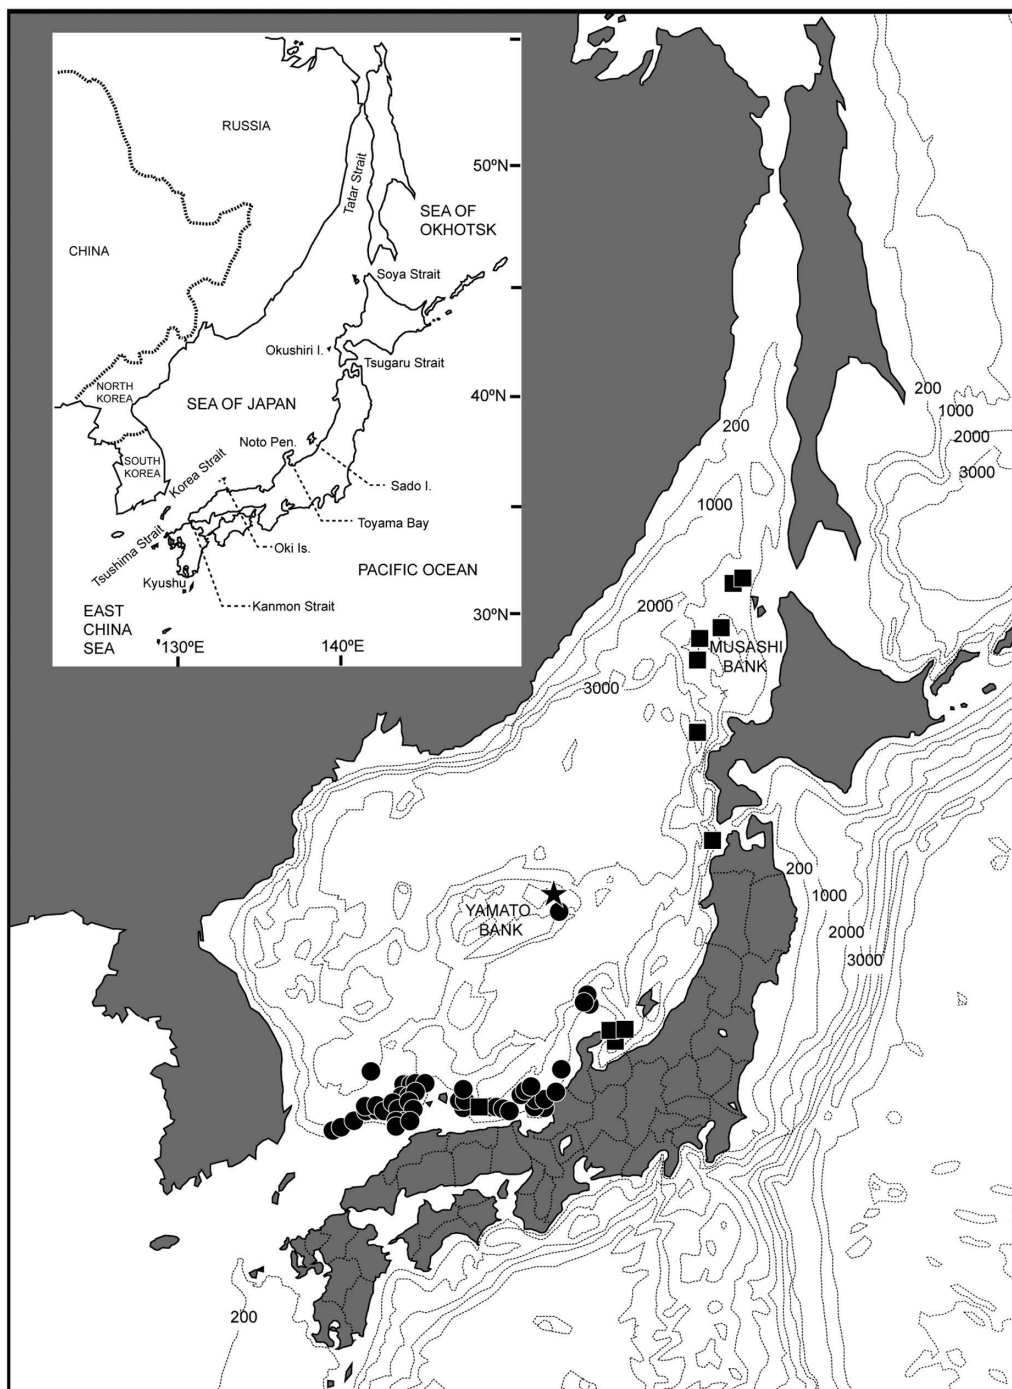 RUSSIA
50ºN
Tatar Strait
SEA OF
OKHOTSK
CHINA
Soya Strait
Okushiri I.
Tsugaru Strait
NORTH
KOREA
40ºN
SEA OF JAPAN
Noto Pen.
SOUTH
KOREA
Korea Strait
Sado I.
Toyama Bay
Tsushima Strait
Oki Is.
Kyushu
PACIFIC OCEAN
Kanmon Strait
EAST
CHINA
SEA
30ºN
130ºE
140ºE
200
1000
2000
3000
200
1000
2000
3000
MUSASHI
BANK
200
1000
2000
3000
YAMATO
BANK
200